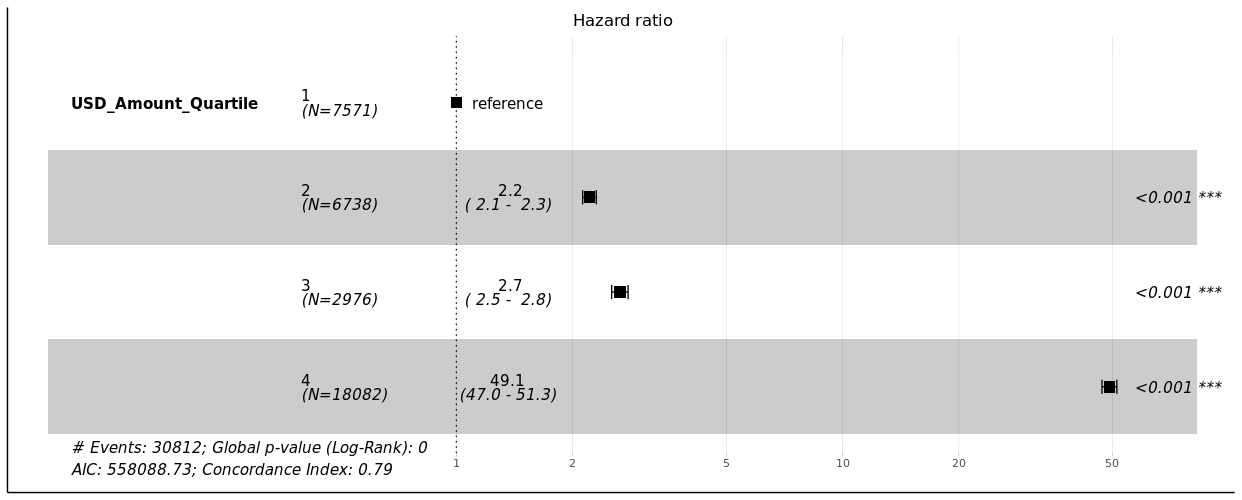 Hazard ratio
USD_Amount_Quartile
1
(N=7571)
reference
2
(N=6738)
2.2
( 2.1 -  2.3)
<0.001 ***
3
(N=2976)
2.7
( 2.5 -  2.8)
<0.001 ***
4
(N=18082)
49.1
(47.0 - 51.3)
<0.001 ***
# Events: 30812; Global p-value (Log-Rank): 0
AIC: 558088.73; Concordance Index: 0.79
1 2 5 10 20 50